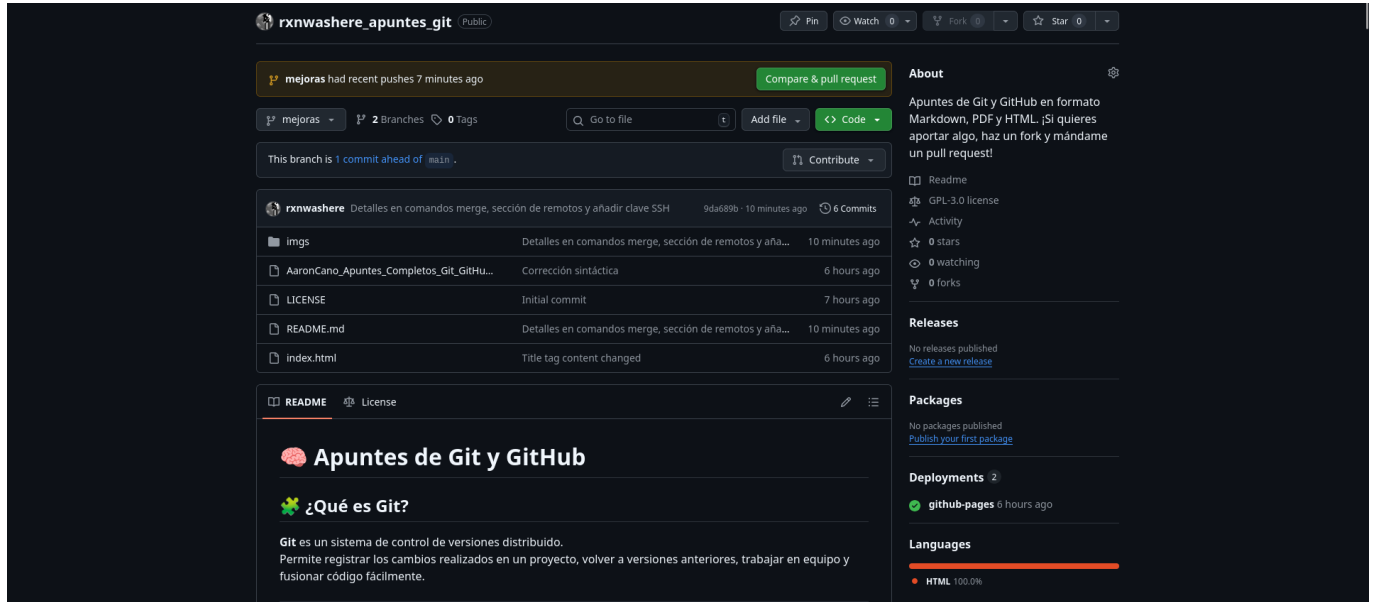 rxnwashere_apuntes_git Public
Pin Watch 0 Fork 0 Star 0
mejoras had recent pushes 7 minutes ago
Compare & pull request
mejoras 2 Branches 0 Tags Go to file t Add file <> Code
This branch is 1 commit ahead of main .
Contribute
rxnwashere Detalles en comandos merge, sección de remotos y añadir clave SSH 9da689b · 10 minutes ago 6 Commits
imgs Detalles en comandos merge, sección de remotos y aña... 10 minutes ago
AaronCano_Apuntes_Completos_Git_GitHu... Corrección sintáctica 6 hours ago
LICENSE Initial commit 7 hours ago
README.md Detalles en comandos merge, sección de remotos y aña... 10 minutes ago
index.html Title tag content changed 6 hours ago
README License
🧠 Apuntes de Git y GitHub
🧩 ¿Qué es Git?
Git es un sistema de control de versiones distribuido.
Permite registrar los cambios realizados en un proyecto, volver a versiones anteriores, trabajar en equipo y
fusionar código fácilmente.
About
Apuntes de Git y GitHub en formato
Markdown, PDF y HTML. ¡Si quieres
aportar algo, haz un fork y mándame
un pull request!
Readme
GPL-3.0 license
Activity
0 stars
0 watching
0 forks
Releases
No releases published
Create a new release
Packages
No packages published
Publish your first package
Deployments 2
github-pages 6 hours ago
Languages
HTML 100.0%